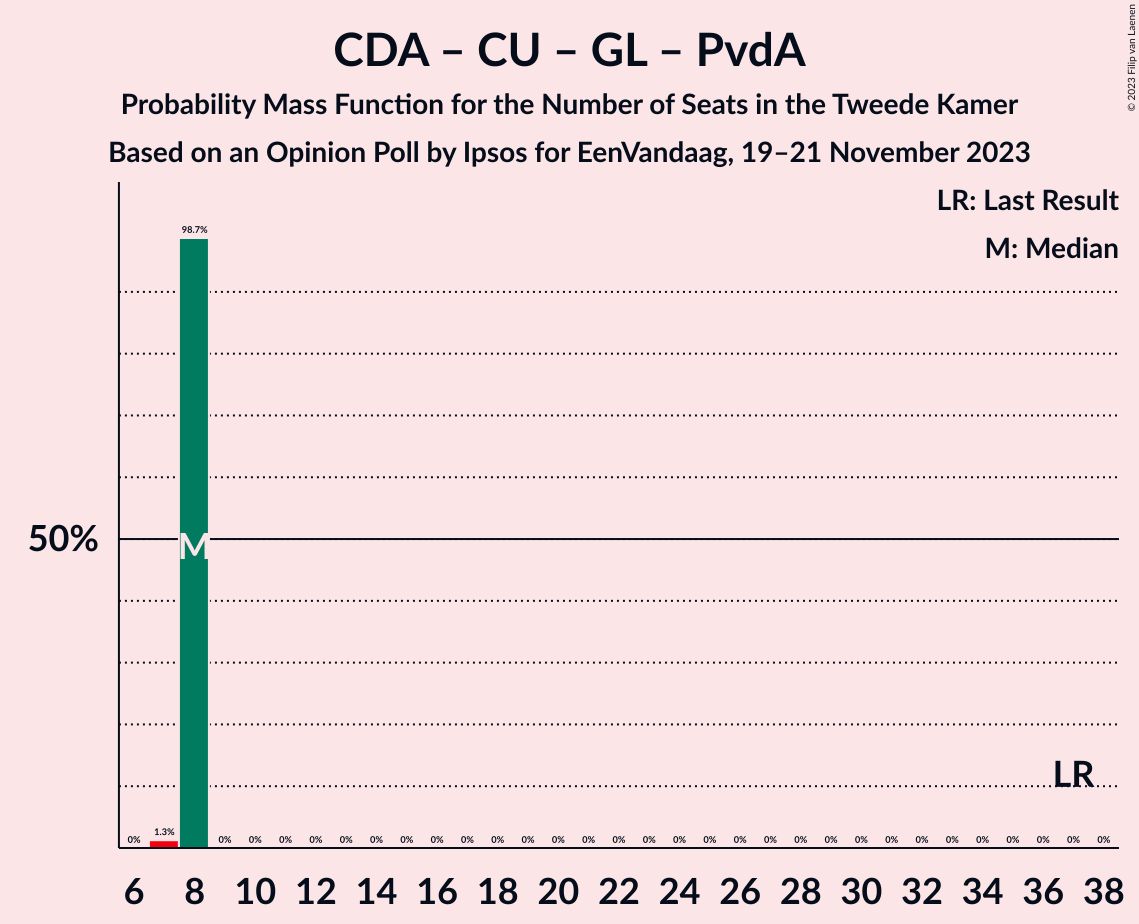 CDA – CU – GL – PvdA
Probability Mass Function for the Number of Seats in the Tweede Kamer
Based on an Opinion Poll by Ipsos for EenVandaag, 19–21 November 2023
© 2023 Filip van Laenen
LR: Last Result
M: Median
98.7%
50%
M
LR
0% 1.3% 0% 0% 0% 0% 0% 0% 0% 0% 0% 0% 0% 0% 0% 0% 0% 0% 0% 0% 0% 0% 0% 0% 0% 0% 0% 0% 0% 0% 0% 0%
6 8 10 12 14 16 18 20 22 24 26 28 30 32 34 36 38